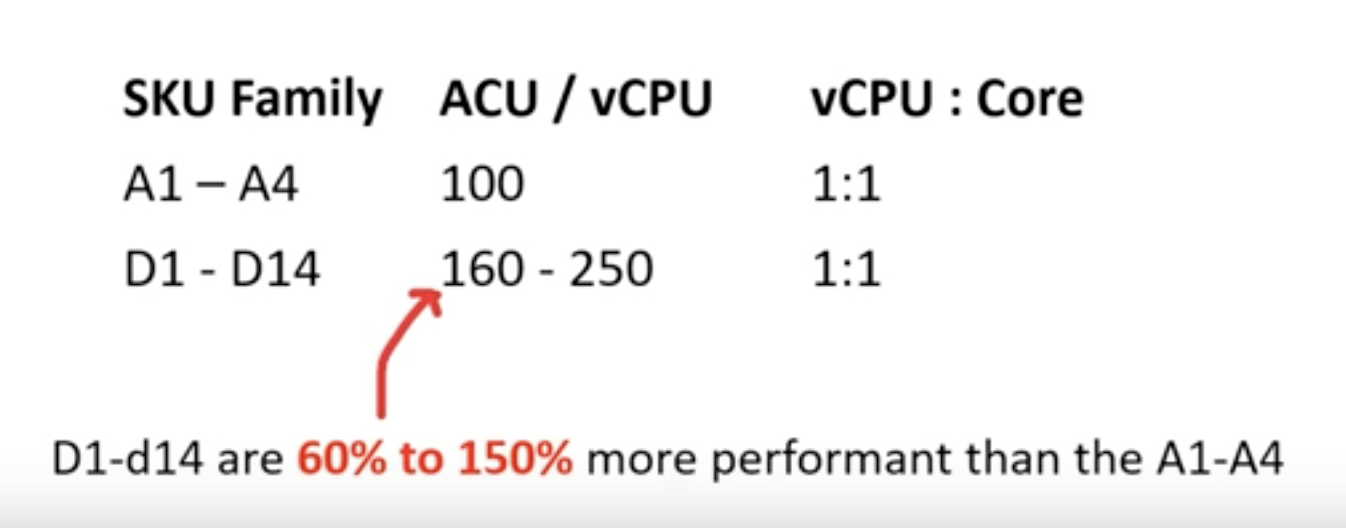 SKU Family ACU / vCPU vCPU : Core
A1 – A4 100 1:1
D1 - D14 160 - 250 1:1
D1-d14 are 60% to 150% more performant than the A1-A4